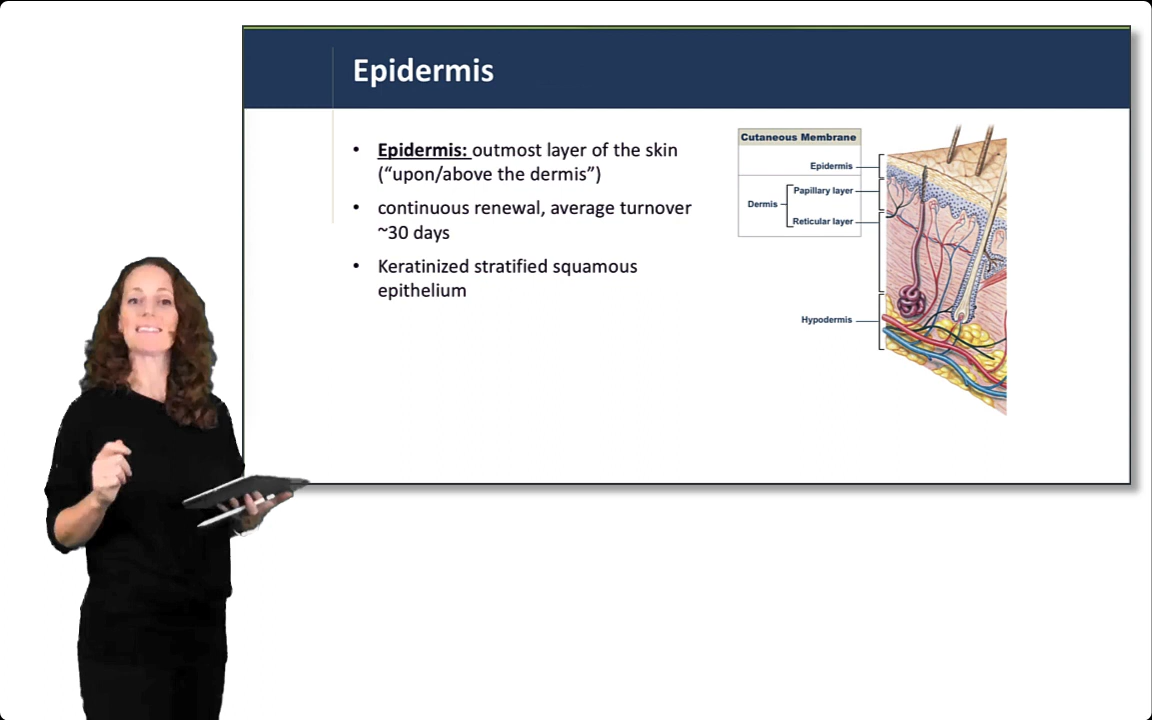 Epidermis
• Epidermis: outmost layer of the skin
(“upon/above the dermis”)
• continuous renewal, average turnover
~30 days
• Keratinized stratified squamous
epithelium
Cutaneous Membrane
Epidermis
Papillary layer
Dermis
Reticular layer
Hypodermis